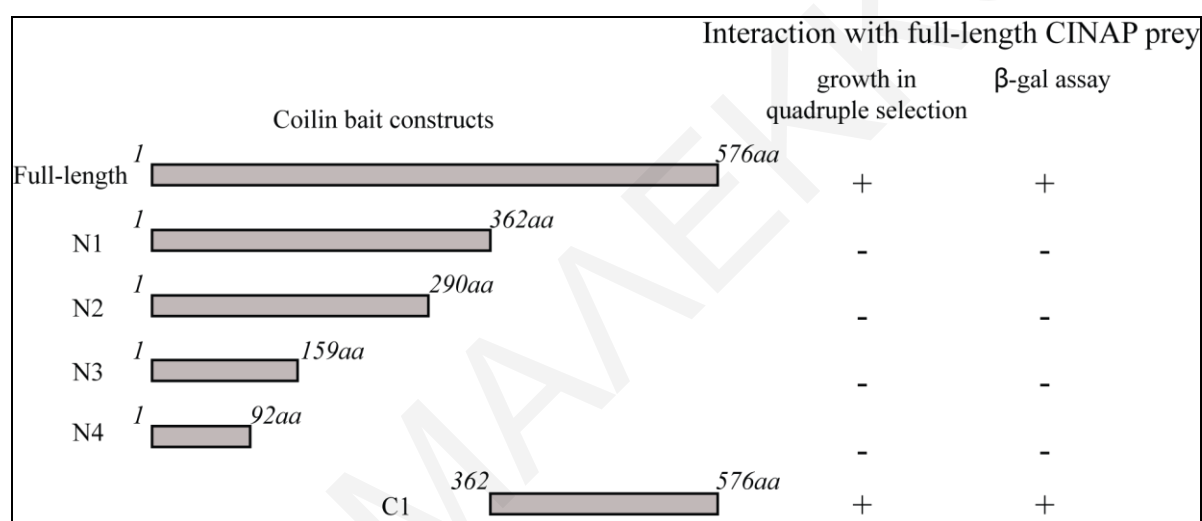 Interaction with full-length CINAP prey
growth in
quadruple selection
β-gal assay
Coilin bait constructs
Full-length 1 576aa + +
N1 1 362aa - -
N2 1 290aa - -
N3 1 159aa - -
N4 1 92aa - -
C1 362 576aa + +